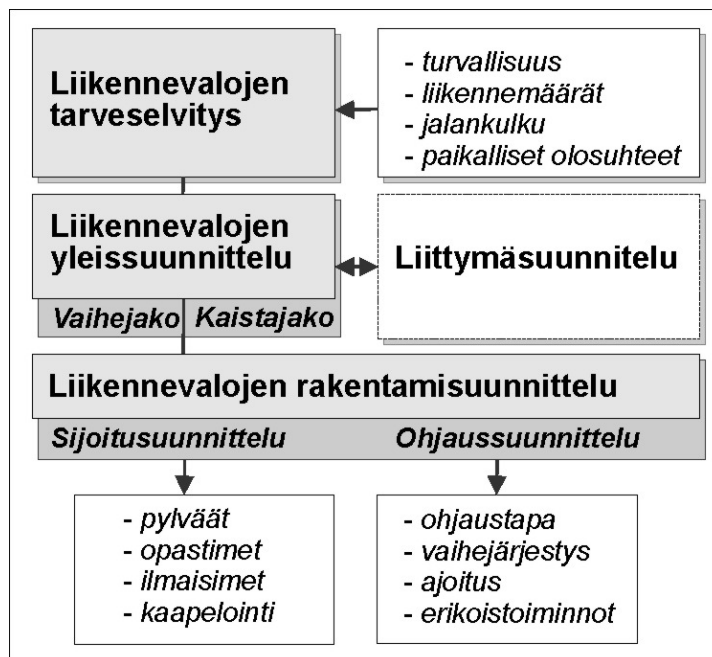 Liikennevalojen
tarveselvitys
- turvallisuus
- liikennemäärät
- jalankulku
- paikalliset olosuhteet
Liikennevalojen
yleissuunnittelu
Liittymäsuunnitelu
Vaihejako Kaistajako
Liikennevalojen rakentamisuunnittelu
Sijoitusuunnittelu Ohjaussuunnittelu
- pylväät
- opastimet
- ilmaisimet
- kaapelointi
- ohjaustapa
- vaihejärjestys
- ajoitus
- erikoistoiminnot